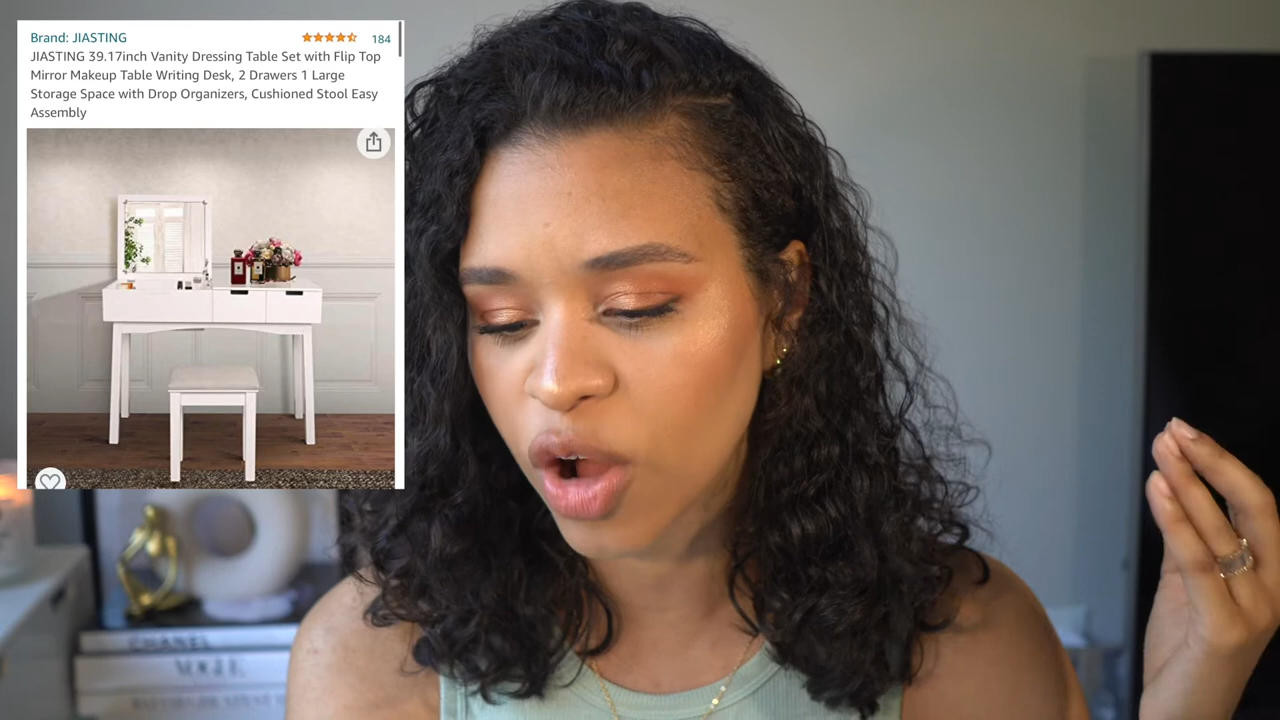 Brand: JIASTING
184
JIASTING 39.17inch Vanity Dressing Table Set with Flip Top
Mirror Makeup Table Writing Desk, 2 Drawers 1 Large
Storage Space with Drop Organizers, Cushioned Stool Easy
Assembly
CHANEL
VOGUE